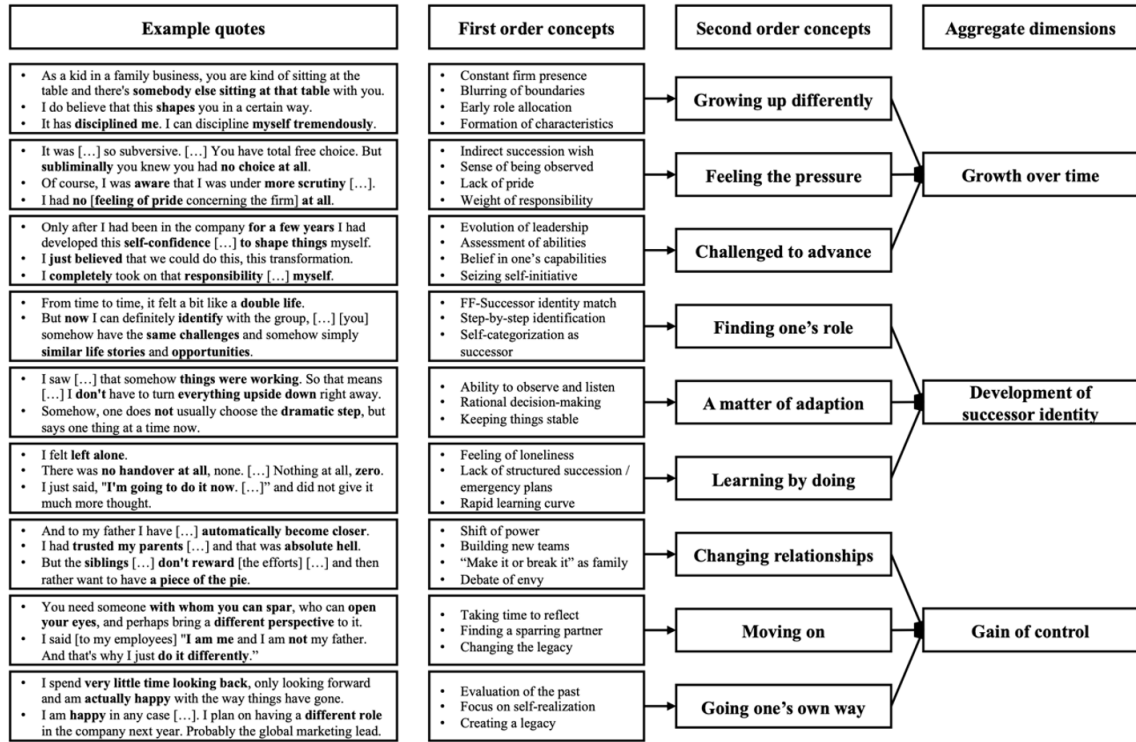 Example quotes
First order concepts
Second order concepts
Aggregate dimensions
• As a kid in a family business, you are kind of sitting at the
table and there's somebody else sitting at that table with you.
• I do believe that this shapes you in a certain way.
• It has disciplined me. I can discipline myself tremendously.
• Constant firm presence
• Blurring of boundaries
• Early role allocation
• Formation of characteristics
Growing up differently
• It was […] so subversive. […] You have total free choice. But
subliminally you knew you had no choice at all.
• Of course, I was aware that I was under more scrutiny […].
• I had no [feeling of pride concerning the firm] at all.
• Indirect succession wish
• Sense of being observed
• Lack of pride
• Weight of responsibility
Feeling the pressure
Growth over time
• Only after I had been in the company for a few years I had
developed this self-confidence […] to shape things myself.
• I just believed that we could do this, this transformation.
• I completely took on that responsibility […] myself.
• Evolution of leadership
• Assessment of abilities
• Belief in one's capabilities
• Seizing self-initiative
Challenged to advance
• From time to time, it felt a bit like a double life.
• But now I can definitely identify with the group, […] [you]
somehow have the same challenges and somehow simply
similar life stories and opportunities.
• FF-Successor identity match
• Step-by-step identification
• Self-categorization as
successor
Finding one's role
• I saw […] that somehow things were working. So that means
[…] I don't have to turn everything upside down right away.
• Somehow, one does not usually choose the dramatic step, but
says one thing at a time now.
• Ability to observe and listen
• Rational decision-making
• Keeping things stable
A matter of adaption
Development of
successor identity
• I felt left alone.
• There was no handover at all, none. […] Nothing at all, zero.
• I just said, "I'm going to do it now. […]” and did not give it
much more thought.
• Feeling of loneliness
• Lack of structured succession /
emergency plans
• Rapid learning curve
Learning by doing
• And to my father I have […] automatically become closer.
• I had trusted my parents […] and that was absolute hell.
• But the siblings […] don't reward [the efforts] […] and then
rather want to have a piece of the pie.
• Shift of power
• Building new teams
• “Make it or break it” as family
• Debate of envy
Changing relationships
• You need someone with whom you can spar, who can open
your eyes, and perhaps bring a different perspective to it.
• I said [to my employees] "I am me and I am not my father.
And that's why I just do it differently.”
• Taking time to reflect
• Finding a sparring partner
• Changing the legacy
Moving on
Gain of control
• I spend very little time looking back, only looking forward
and am actually happy with the way things have gone.
• I am happy in any case […]. I plan on having a different role
in the company next year. Probably the global marketing lead.
• Evaluation of the past
• Focus on self-realization
• Creating a legacy
Going one's own way